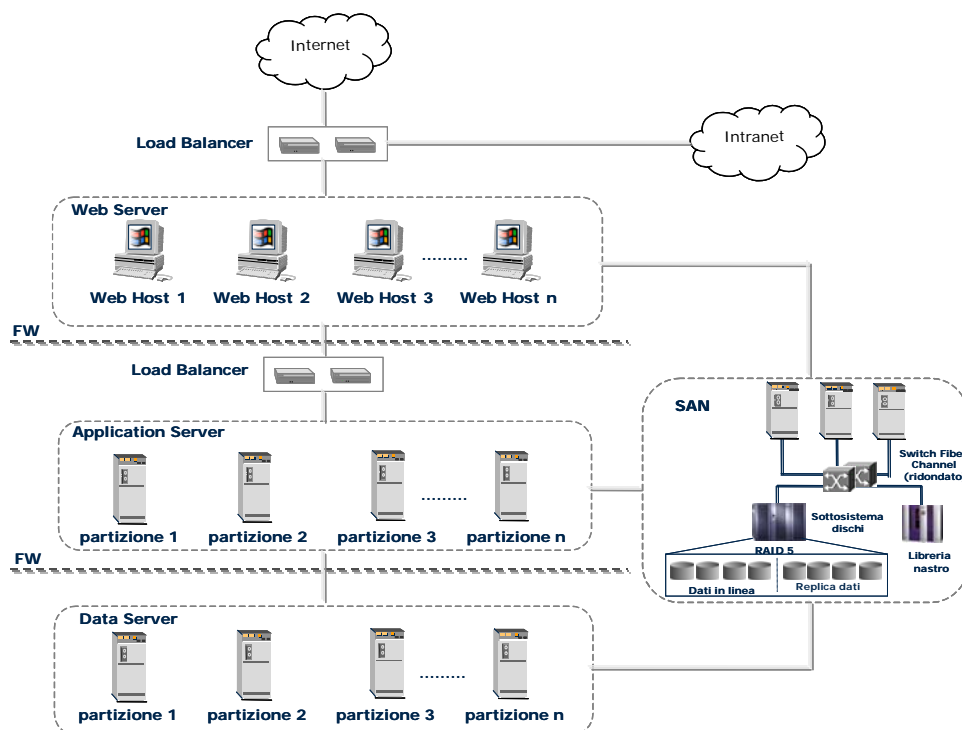 Internet
Load Balancer
Intranet
Web Server
Web Host 1
Web Host 2
Web Host 3
.........
Web Host n
FW
Load Balancer
SAN
Application Server
Switch Fibe
Channel
(ridondato
partizione 1
partizione 2
partizione 3
.........
partizione n
Sottosistema
dischi
RAID 5
Libreria
nastro
Dati in linea
Replica dati
FW
Data Server
partizione 1
partizione 2
partizione 3
.........
partizione n